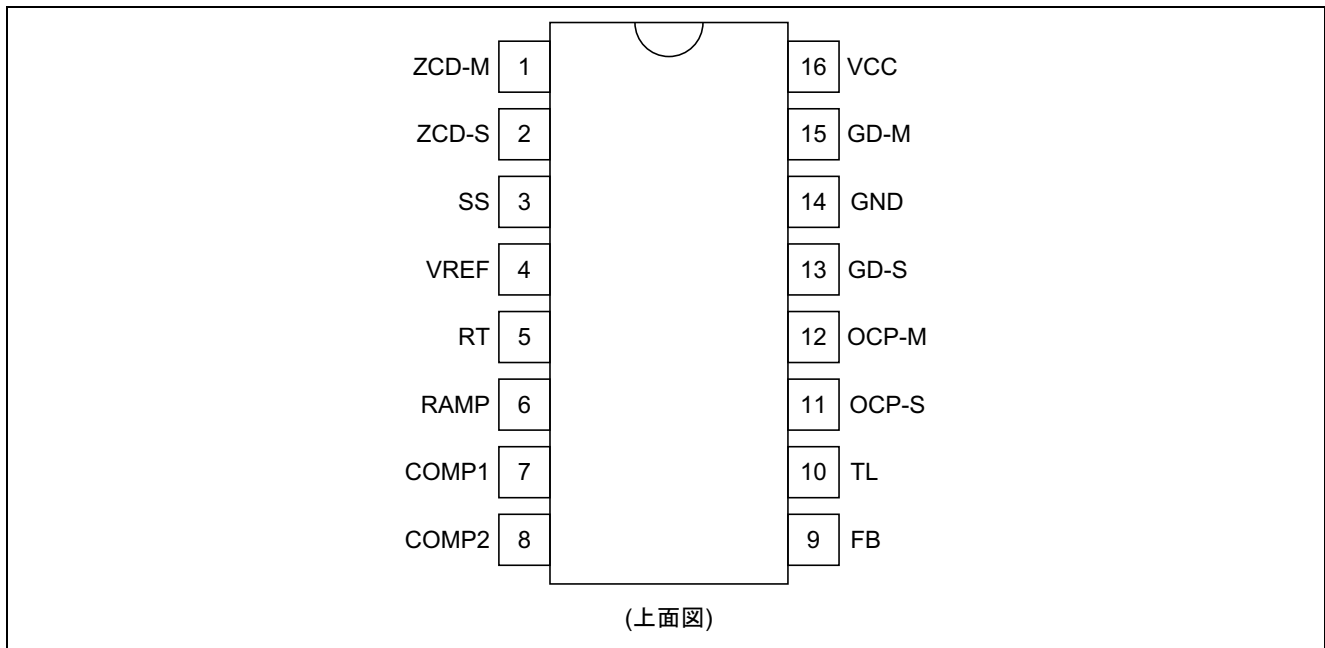 ZCD-M 1 16 VCC
ZCD-S 2 15 GD-M
SS 3 14 GND
VREF 4 13 GD-S
RT 5 12 OCP-M
RAMP 6 11 OCP-S
COMP1 7 10 TL
COMP2 8 9 FB
(上面図)